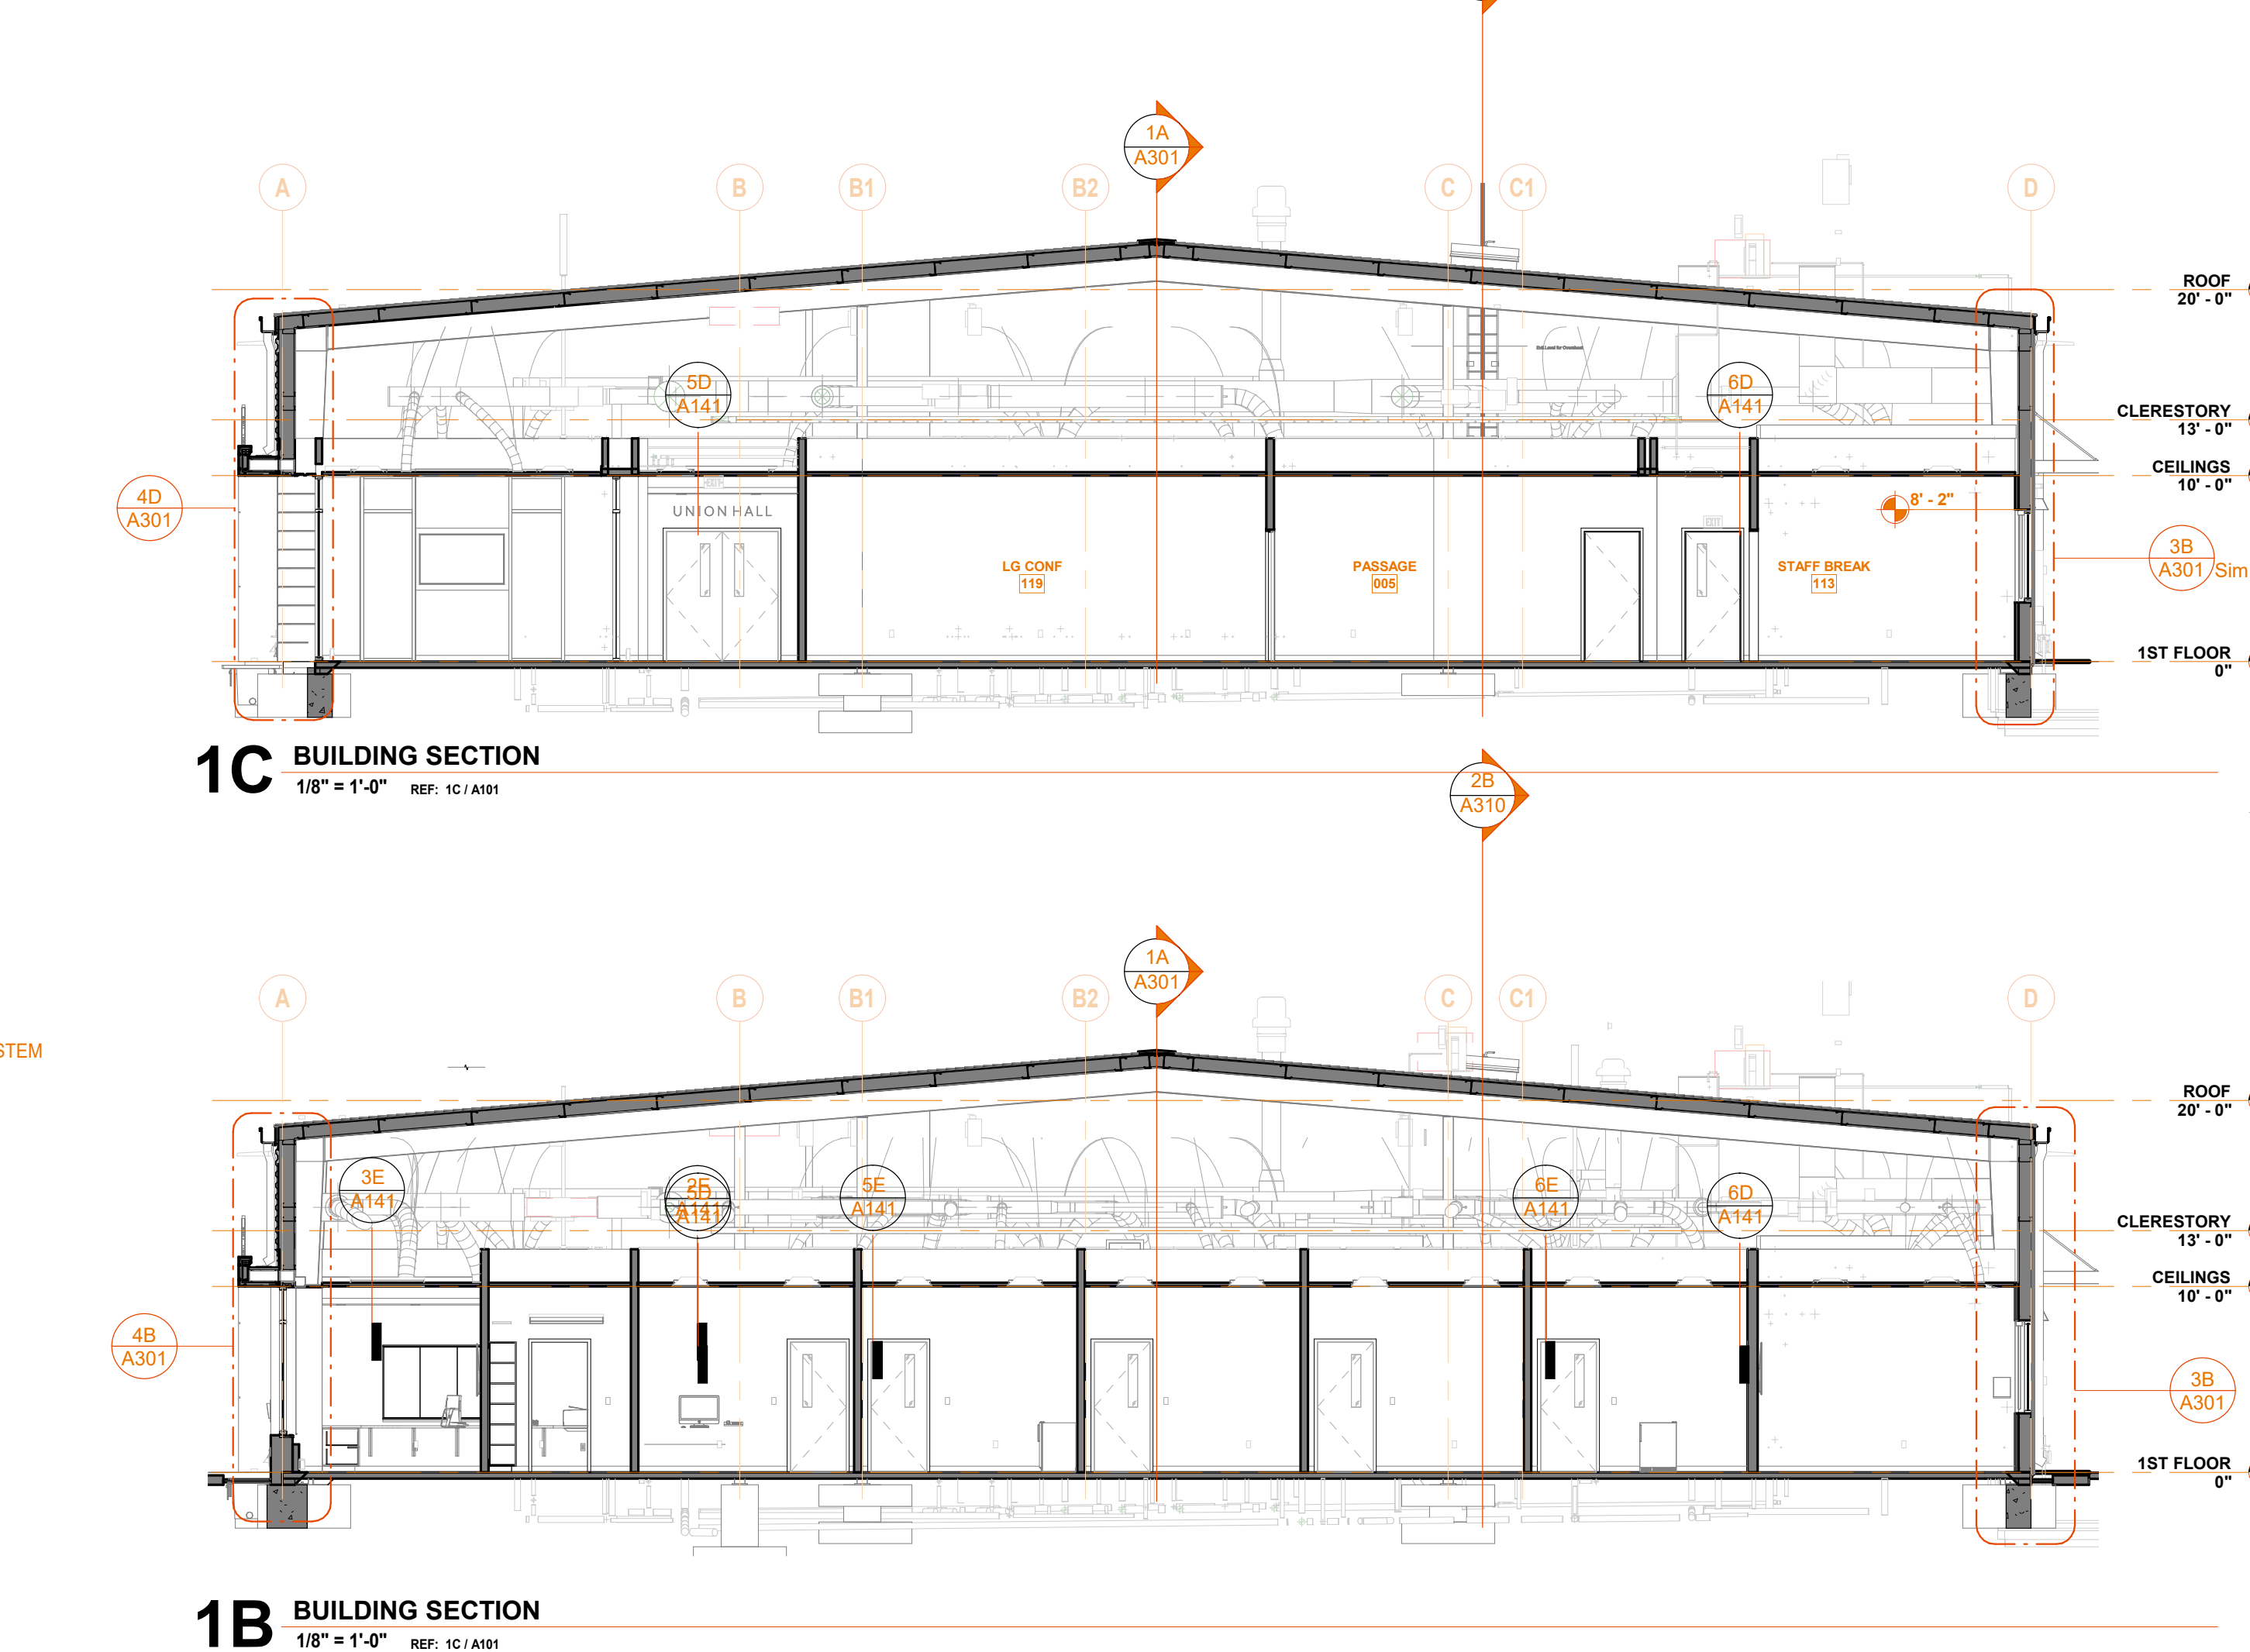 1A
A301
A
B
B1
B2
C
C1
D
ROOF
20' - 0"
5D
A141
6D
A141
CLERESTORY
13' - 0"
CEILINGS
10' - 0"
4D
A301
EXIT
UNION HALL
8' - 2"
EXIT
LG CONF
119
PASSAGE
005
STAFF BREAK
113
3B
A301
Sim
1ST FLOOR
0"
1C
BUILDING SECTION
1/8" = 1'-0"
REF: 1C / A101
2B
A310
1A
A301
A
B
B1
B2
C
C1
D
STEM
ROOF
20' - 0"
3E
A141
5D
A141
5E
A141
6E
A141
6D
A141
CLERESTORY
13' - 0"
CEILINGS
10' - 0"
4B
A301
3B
A301
1ST FLOOR
0"
1B
BUILDING SECTION
1/8" = 1'-0"
REF: 1C / A101